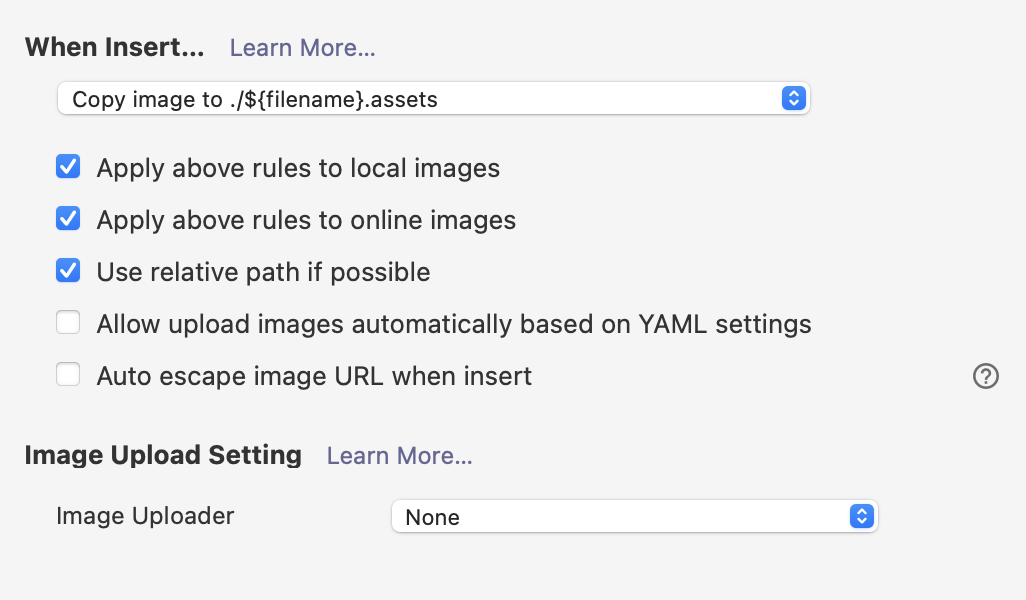 When Insert... Learn More...
Copy image to ./${filename}.assets
Apply above rules to local images
Apply above rules to online images
Use relative path if possible
Allow upload images automatically based on YAML settings
Auto escape image URL when insert ?
Image Upload Setting Learn More...
Image Uploader None